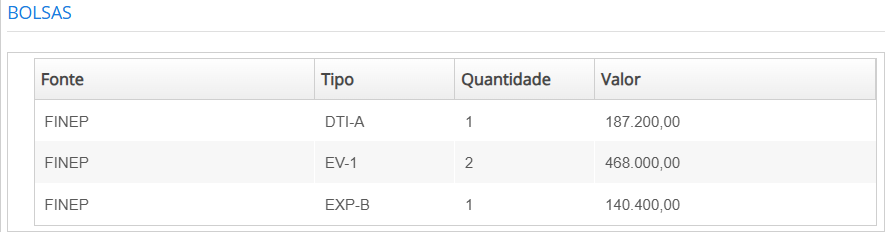 BOLSAS
Fonte Tipo Quantidade Valor
FINEP DTI-A 1 187.200,00
FINEP EV-1 2 468.000,00
FINEP EXP-B 1 140.400,00